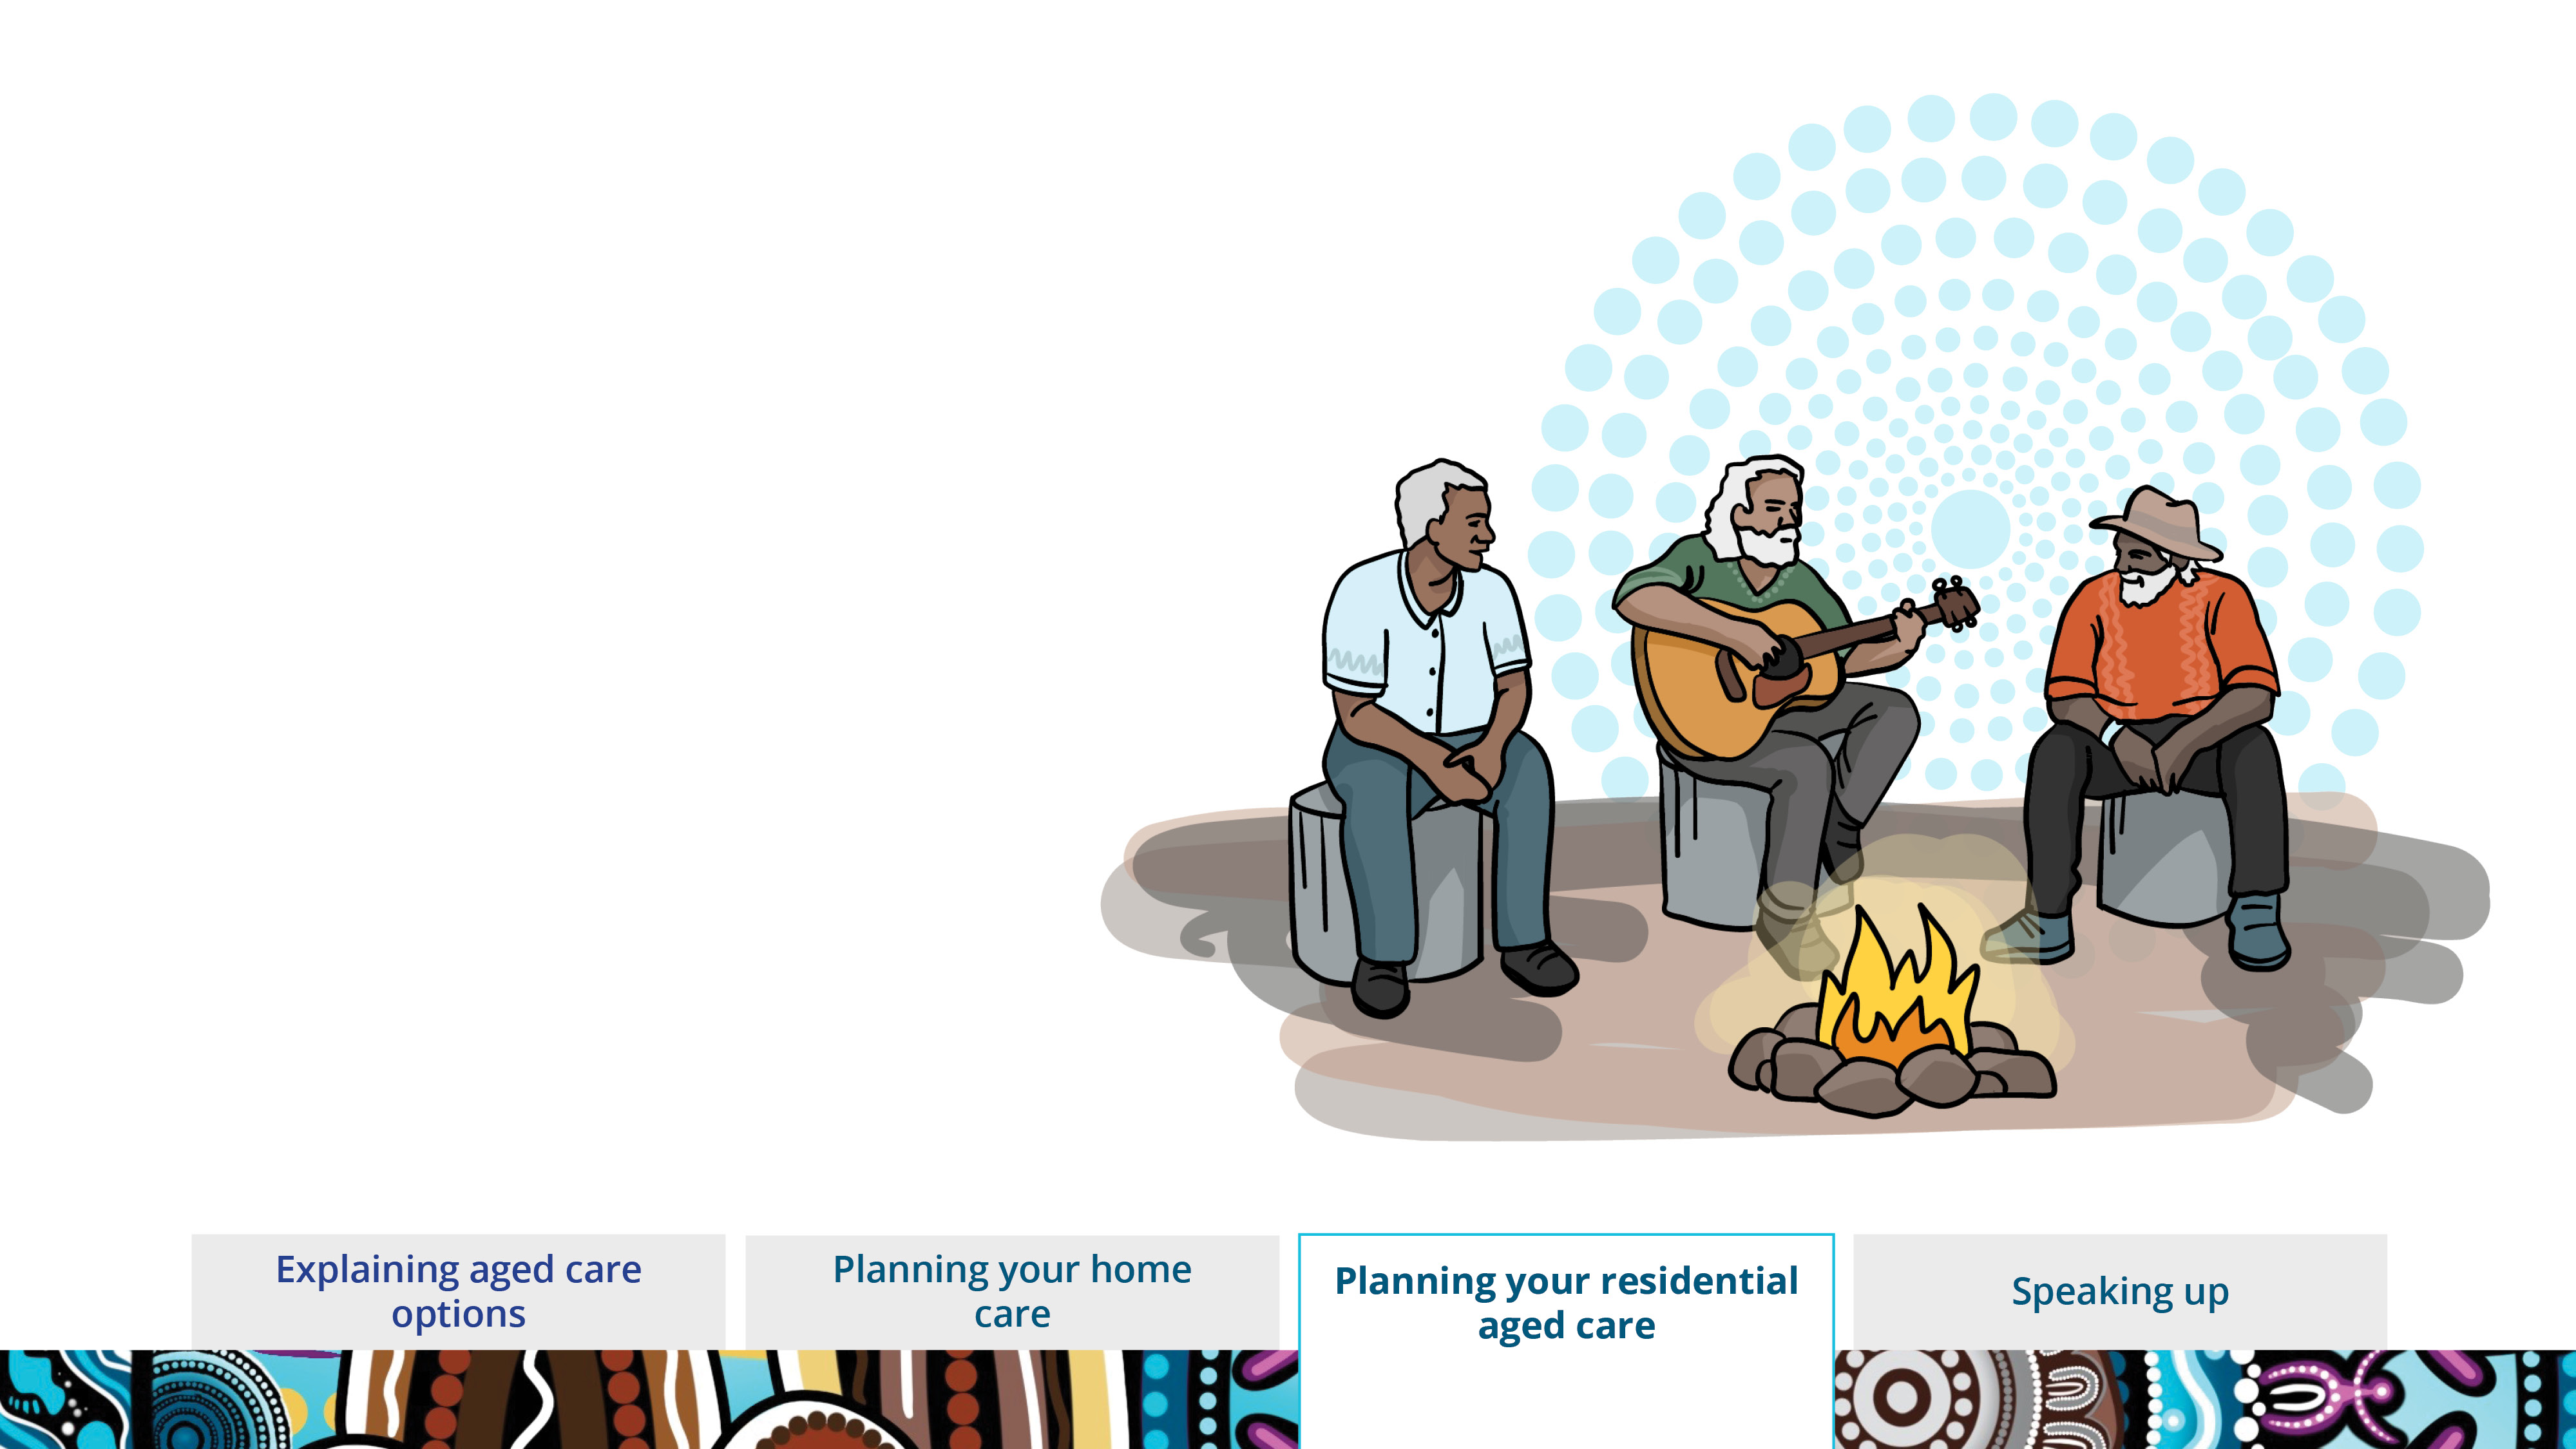 Explaining aged care
options
Planning your home
care
Planning your residential
aged care
Speaking up